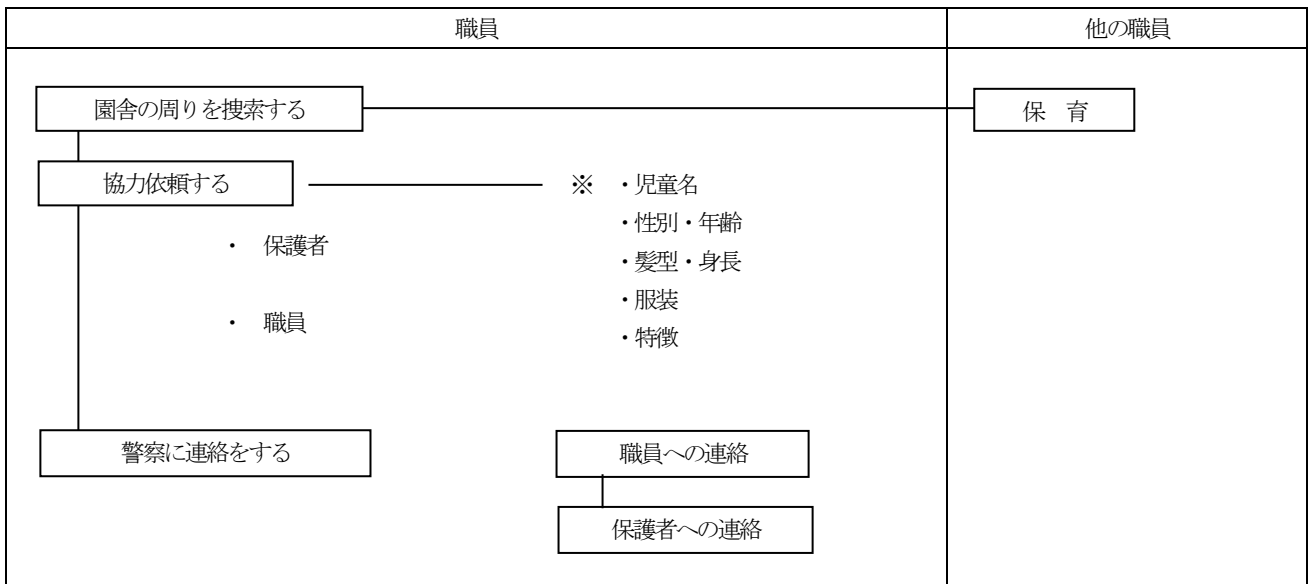 職員 他の職員
園舎の周りを捜索する 保 育
協力依頼する ※ ・児童名
・性別・年齢
・ 保護者
・髪型・身長
・服装
・ 職員
・特徴
警察に連絡をする 職員への連絡
保護者への連絡